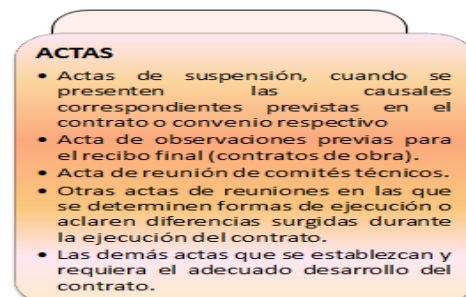 ACTAS
• Actas de suspensión, cuando se
presenten las causales
correspondientes previstas en el
contrato o convenio respectivo
• Acta de observaciones previas para
el recibo final (contratos de obra).
• Acta de reunión de comités técnicos.
• Otras actas de reuniones en las que
se determinen formas de ejecución o
aclaren diferencias surgidas durante
la ejecución del contrato.
• Las demás actas que se establezcan y
requiera el adecuado desarrollo del
contrato.